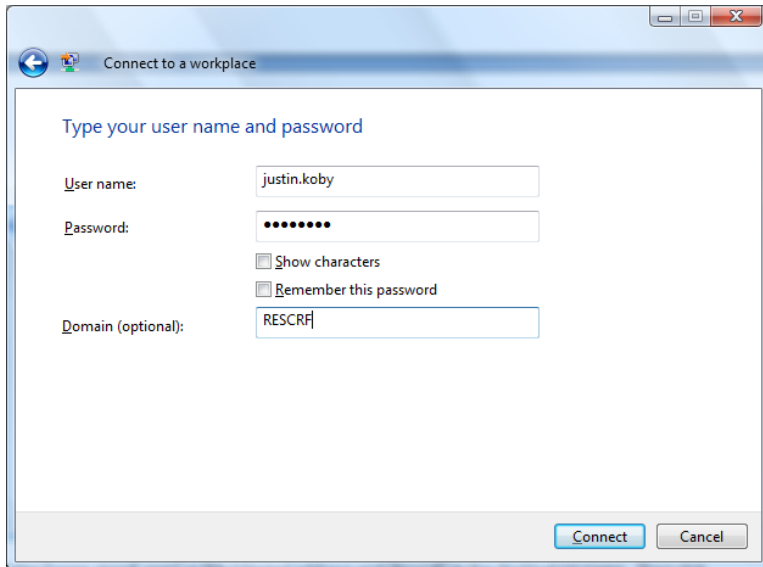 Connect to a workplace
Type your user name and password
User name: justin.koby
Password: ••••••••
Show characters
Remember this password
Domain (optional): RESCRF
Connect Cancel